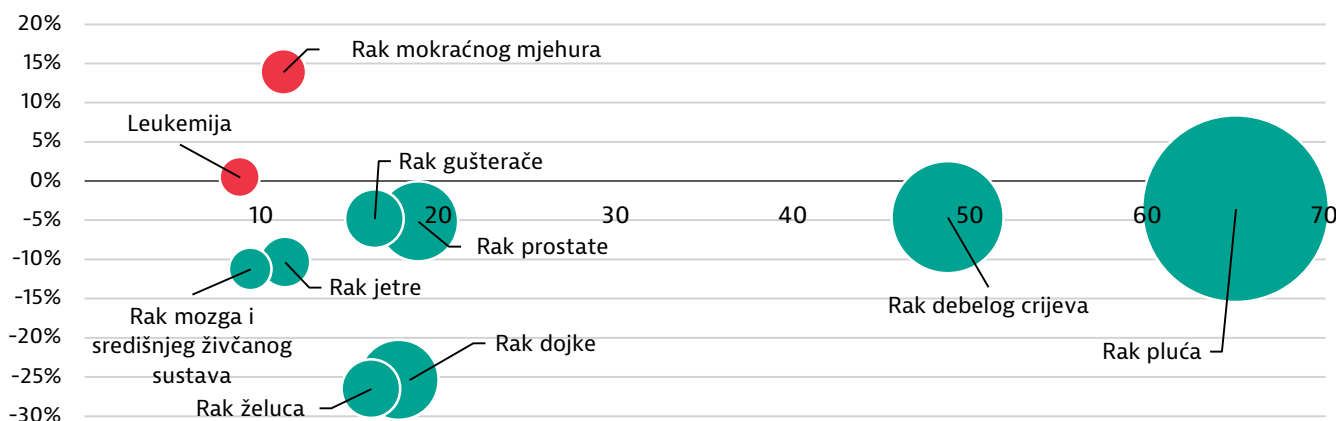 20%
15%
10%
5%
0%
-5%
-10%
-15%
-20%
-25%
-30%
Rak mokraćnog mjehura
Leukemija
Rak gušterače
10
20
30
40
50
60
70
Rak prostate
Rak jetre
Rak debelog crijeva
Rak mozga i
središnjeg živčanog
sustava
Rak dojke
Rak pluća
Rak želuca